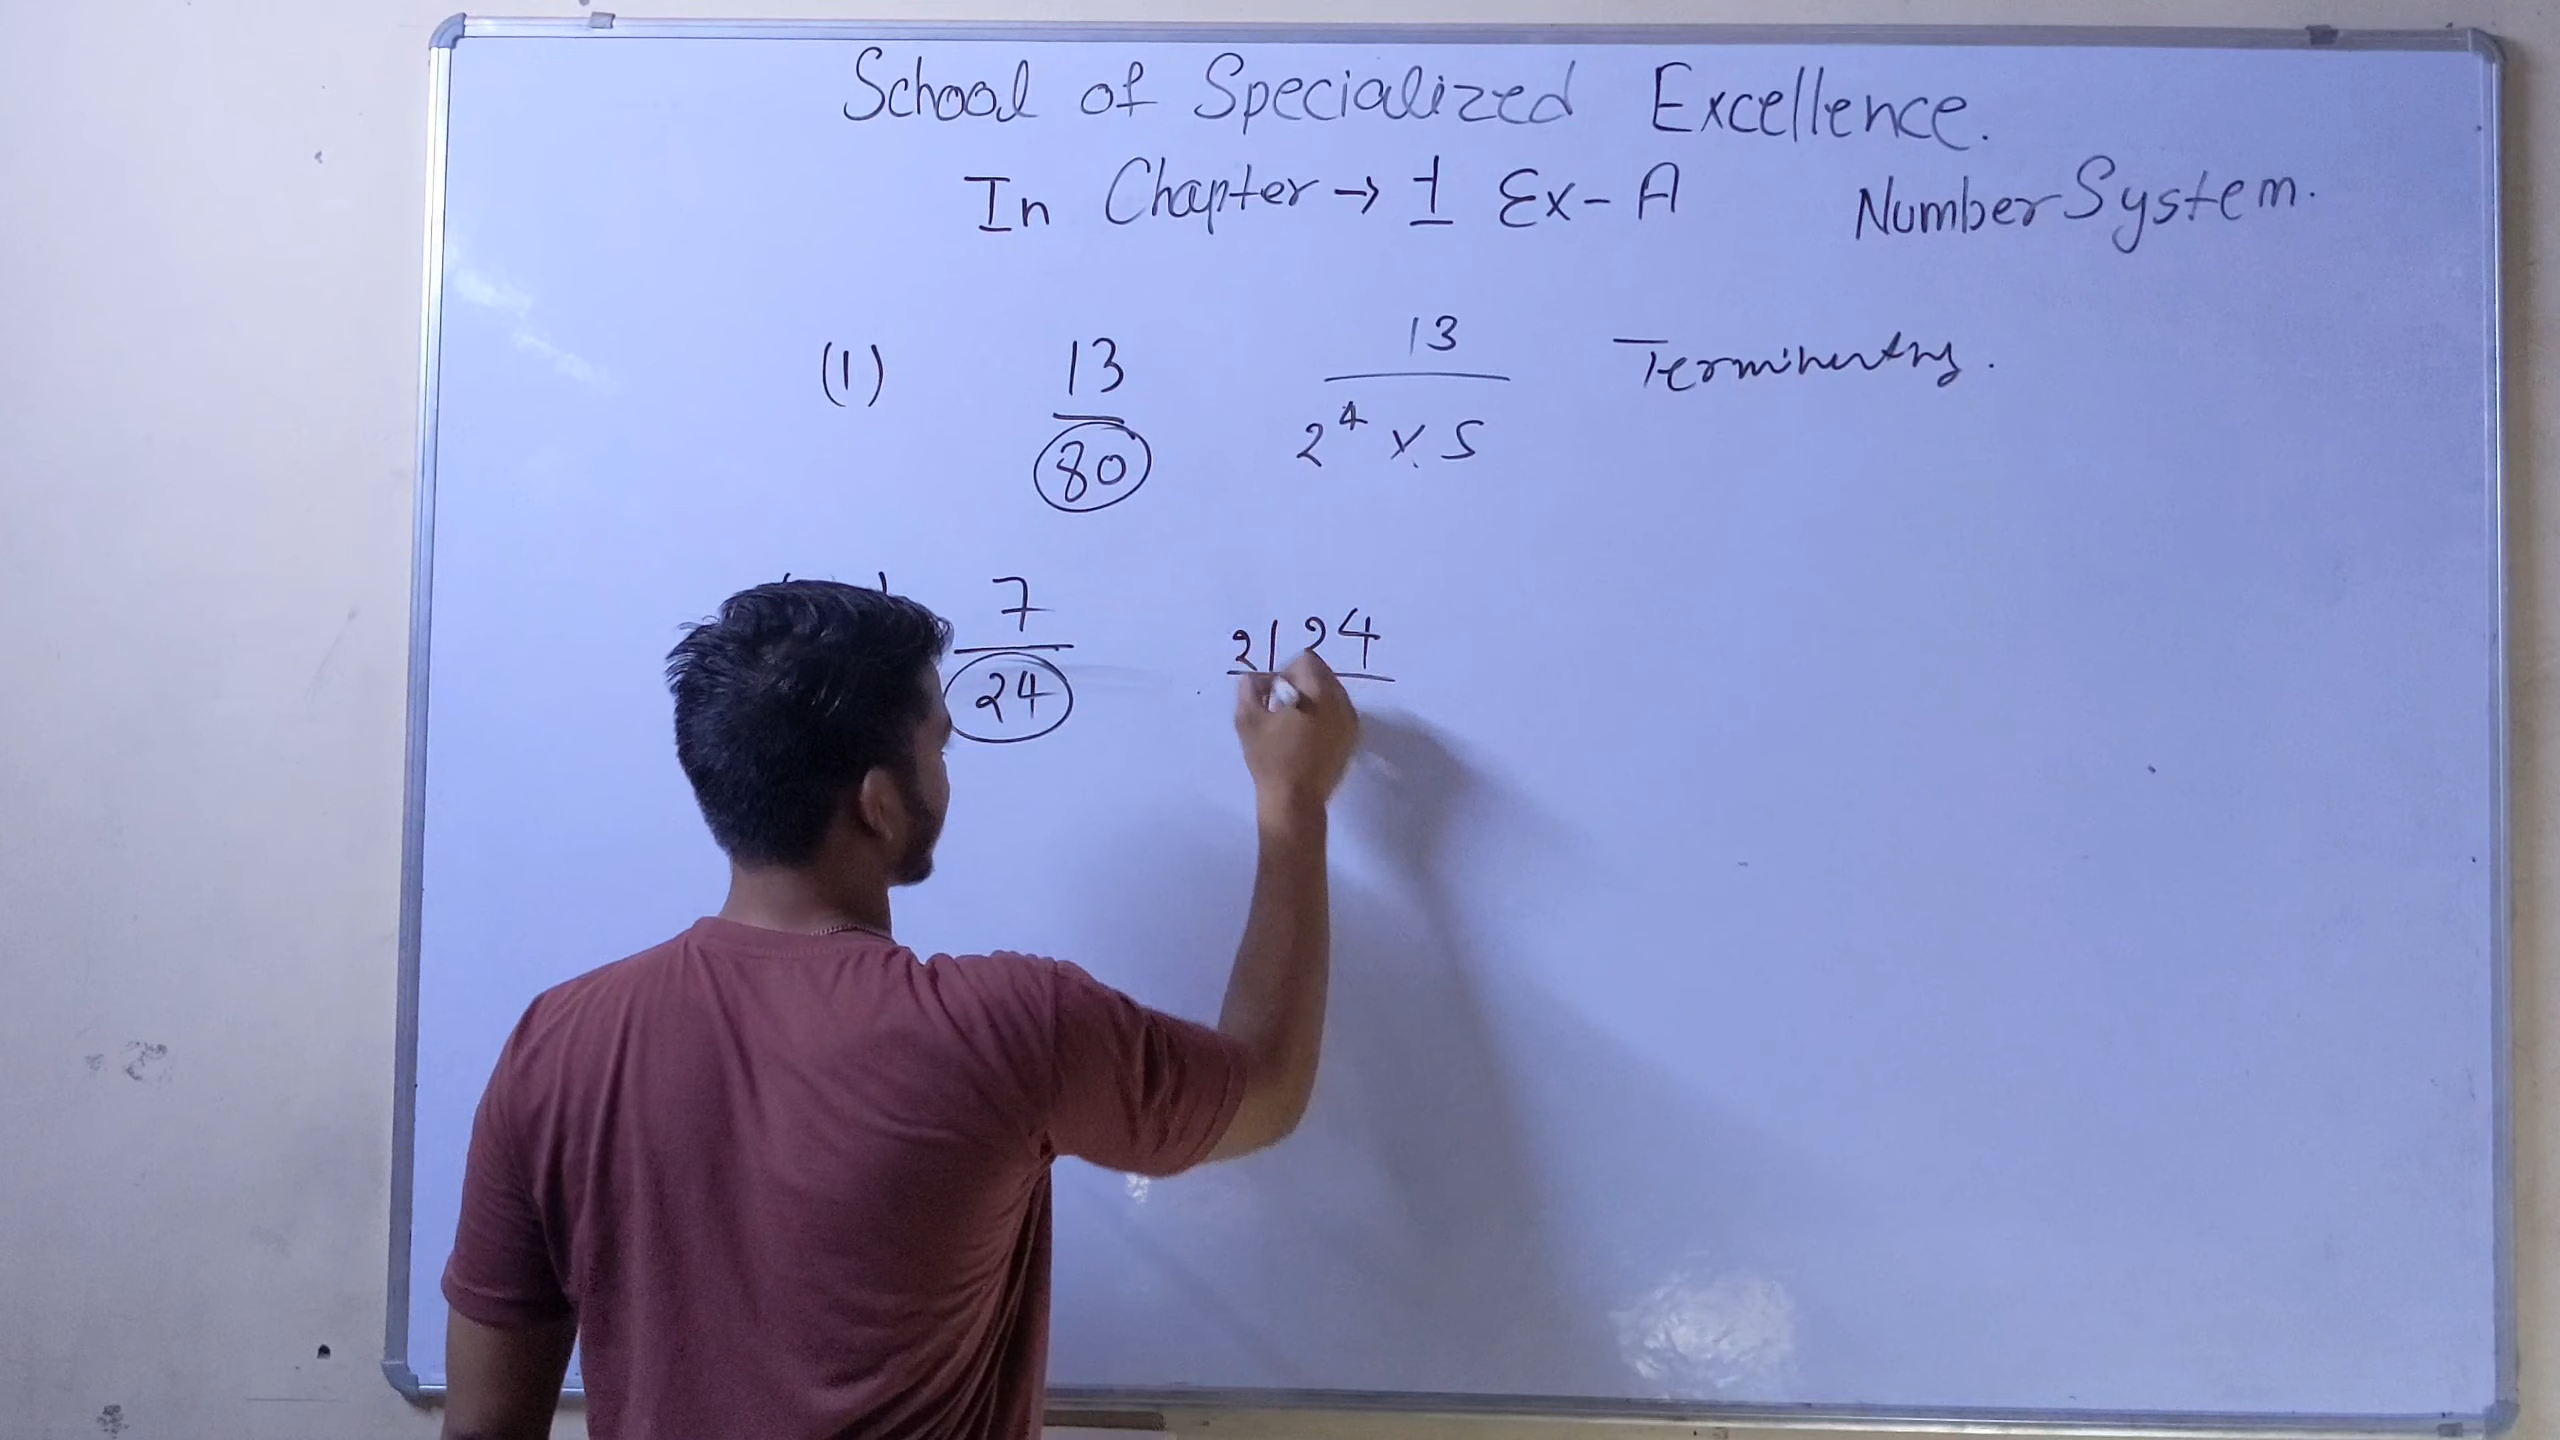 School of Specialized Excellence.
In Chapter → 1 Ex-A Number System.
(1) 13/80 13/2⁴ × 5 Terminating.
7/24 2|24